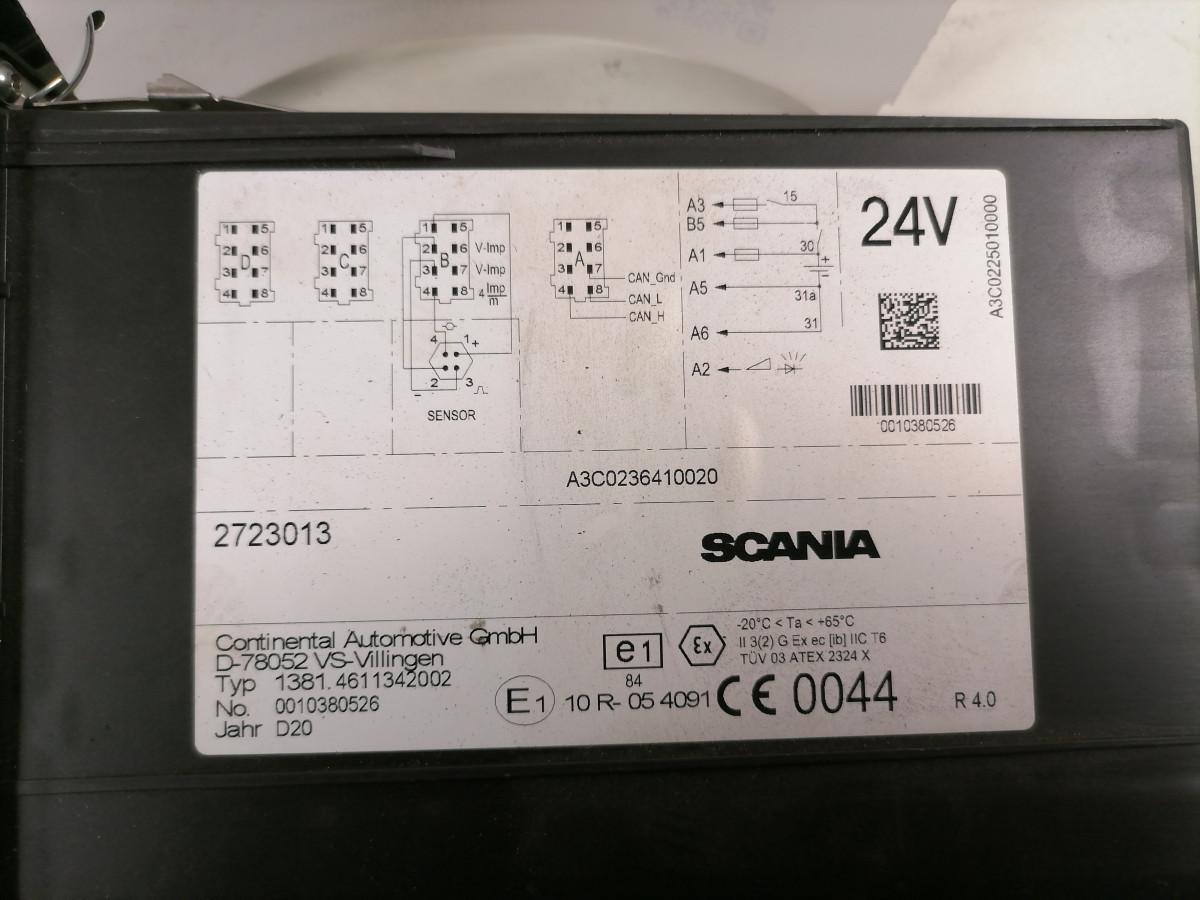 1 5
2 6
D
3 7
4 8
1 5
2 6
C
3 7
4 8
1 5
2 6 V-Imp
B
3 7 V-Imp
4 8 4 Imp/m
4 1 +
2 3
-
SENSOR
1 5
2 6
A
3 7
4 8
CAN_Gnd
CAN_L
CAN_H
A3 15
B5
A1 30 +
-
A5
31a
A6 31
A2
24V
A3C0225010000
0010380526
A3C0236410020
2723013
SCANIA
Continental Automotive GmbH
D-78052 VS-Villingen
Typ 1381.4611342002
No. 0010380526
Jahr D20
e1
84
εx
-20°C < Ta < +65°C
II 3(2) G Ex ec [ib] IIC T6
TÜV 03 ATEX 2324 X
E1 10 R- 05 4091 CE 0044 R 4.0